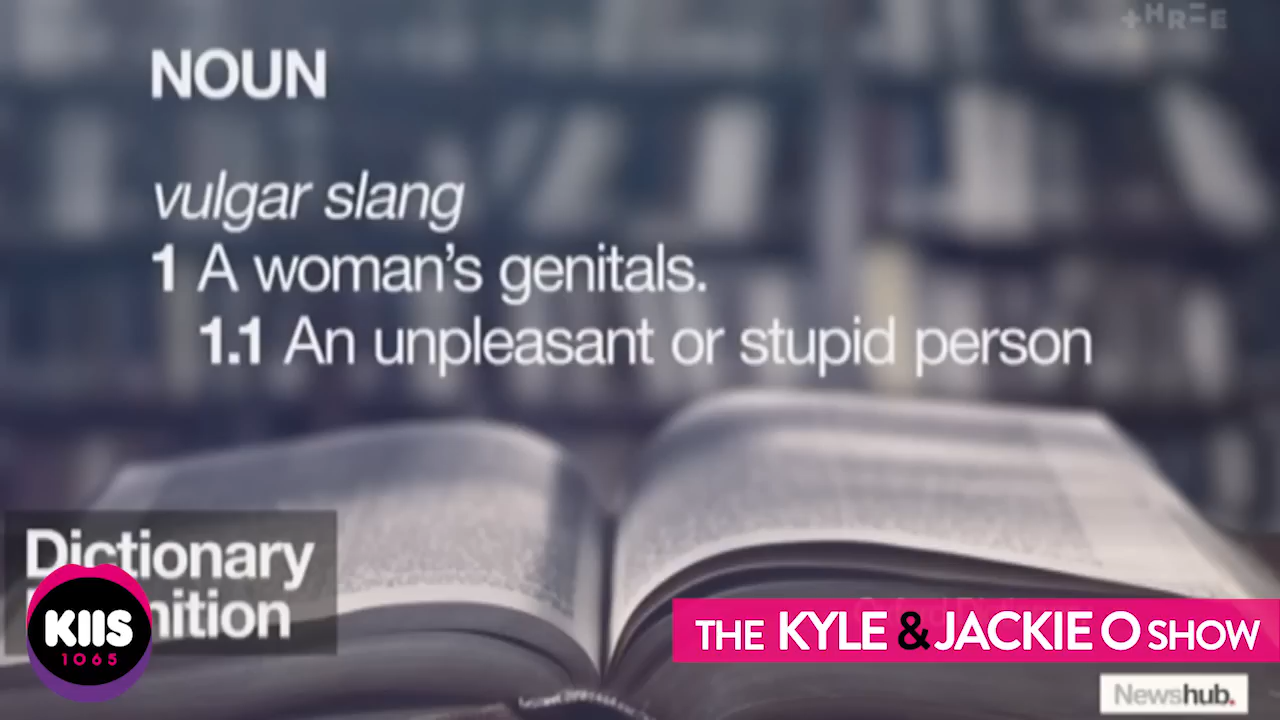 +HR=E
NOUN
vulgar slang
1 A woman's genitals.
1.1 An unpleasant or stupid person
Dictionary
KIIS
1065
THE KYLE & JACKIE O SHOW
Newshub.